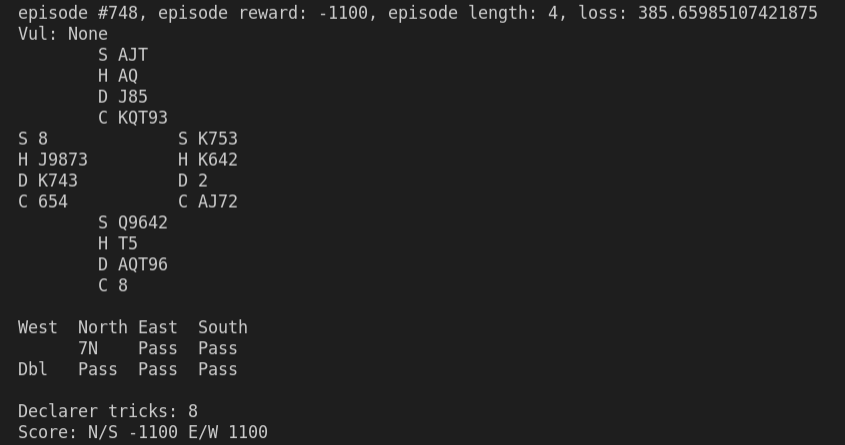 episode #748, episode reward: -1100, episode length: 4, loss: 385.65985107421875
Vul: None
S AJT
H AQ
D J85
C KQT93
S 8 S K753
H J9873 H K642
D K743 D 2
C 654 C AJ72
S Q9642
H T5
D AQT96
C 8
West North East South
7N Pass Pass
Dbl Pass Pass Pass
Declarer tricks: 8
Score: N/S -1100 E/W 1100